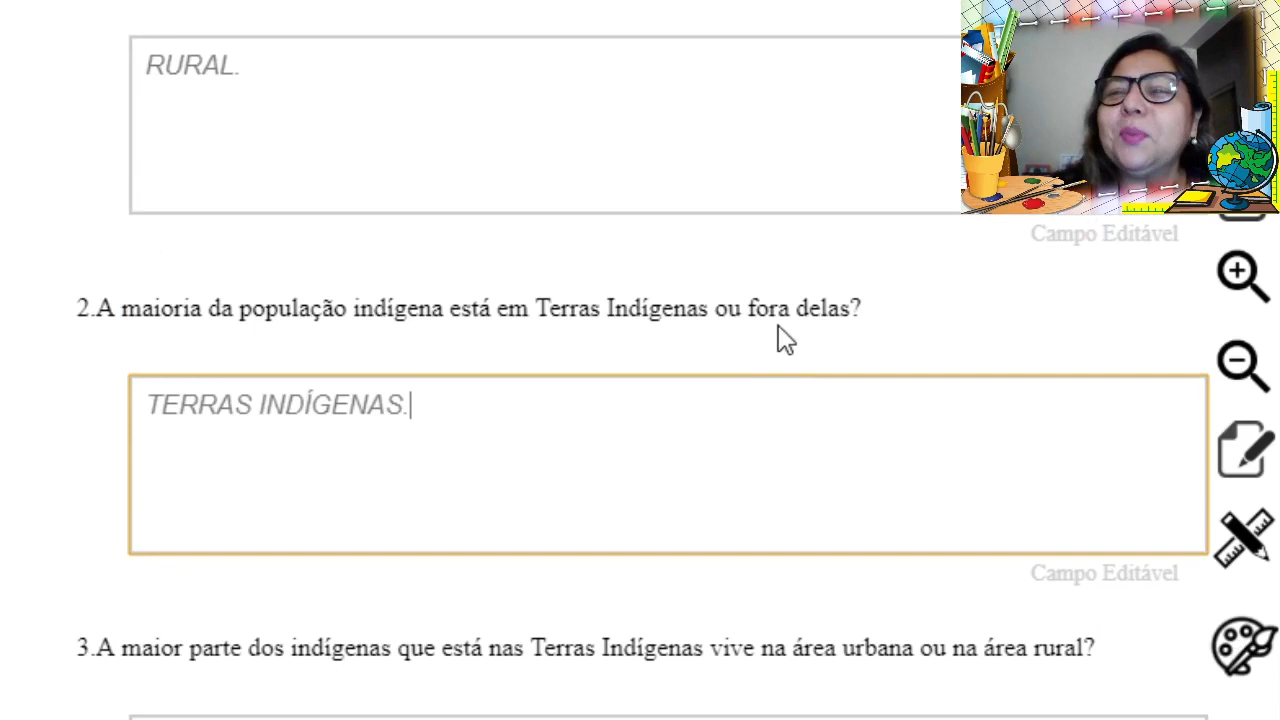 RURAL.
Campo Editável
2.A maioria da população indígena está em Terras Indígenas ou fora delas?
TERRAS INDÍGENAS.
Campo Editável
3.A maior parte dos indígenas que está nas Terras Indígenas vive na área urbana ou na área rural?